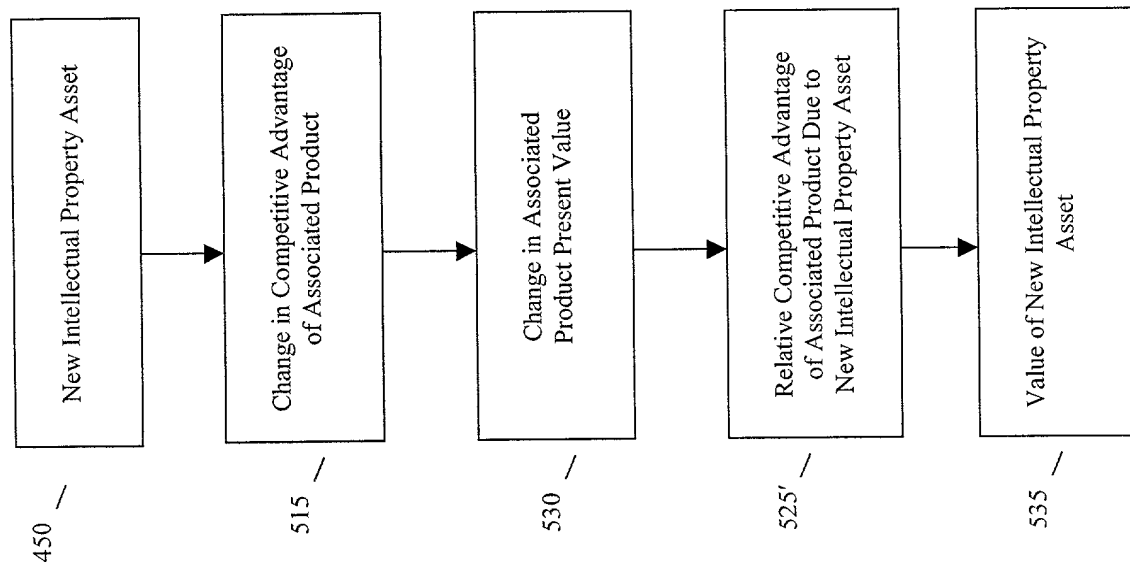 450
New Intellectual Property Asset
515
Change in Competitive Advantage
of Associated Product
530
Change in Associated
Product Present Value
525'
Relative Competitive Advantage
of Associated Product Due to
New Intellectual Property Asset
535
Value of New Intellectual Property
Asset